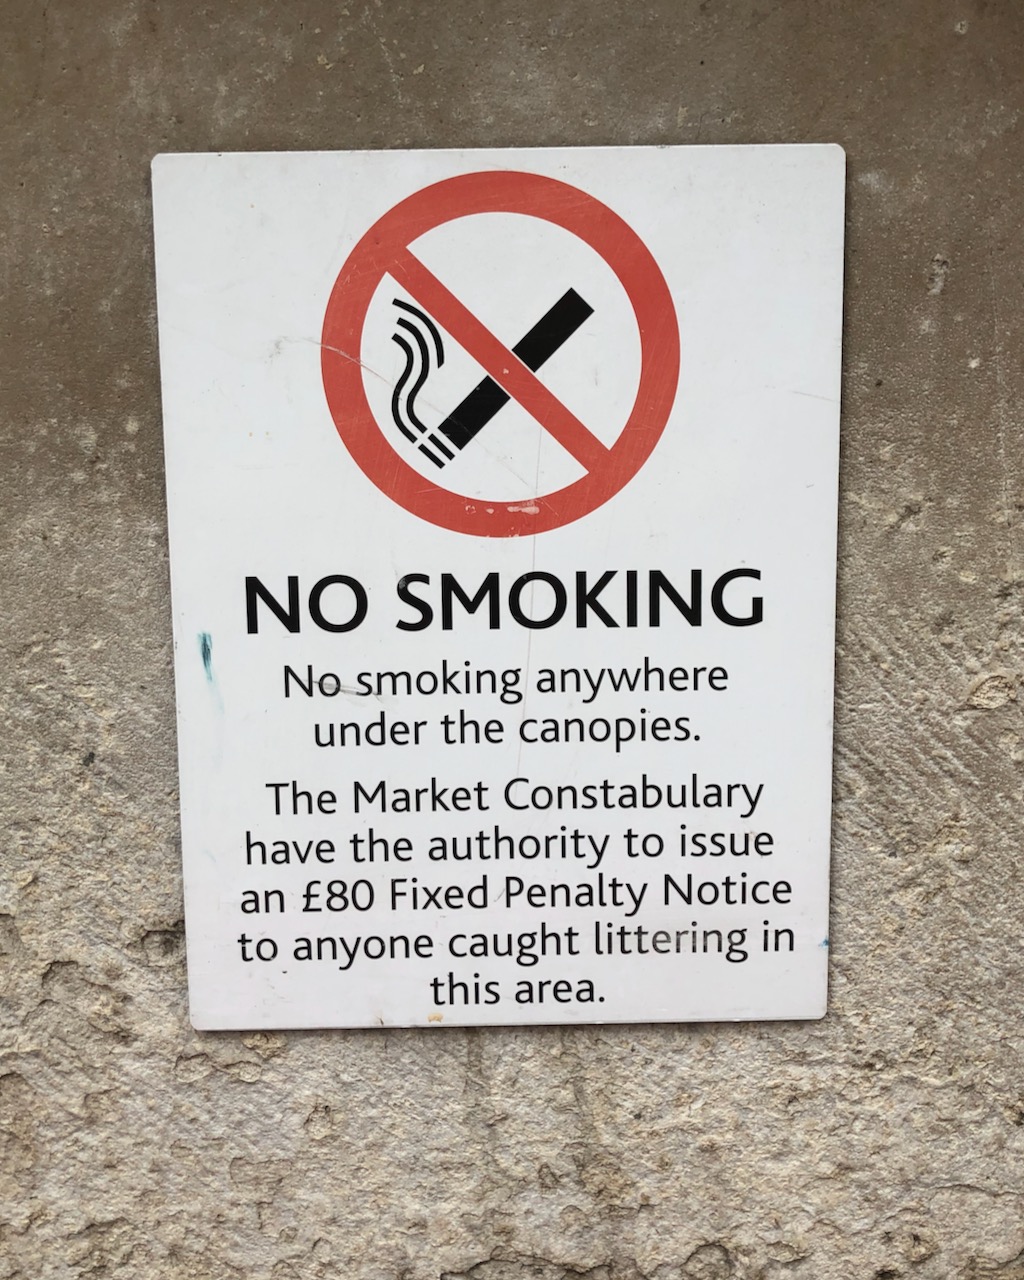 NO SMOKING
No smoking anywhere
under the canopies.
The Market Constabulary
have the authority to issue
an £80 Fixed Penalty Notice
to anyone caught littering in
this area.